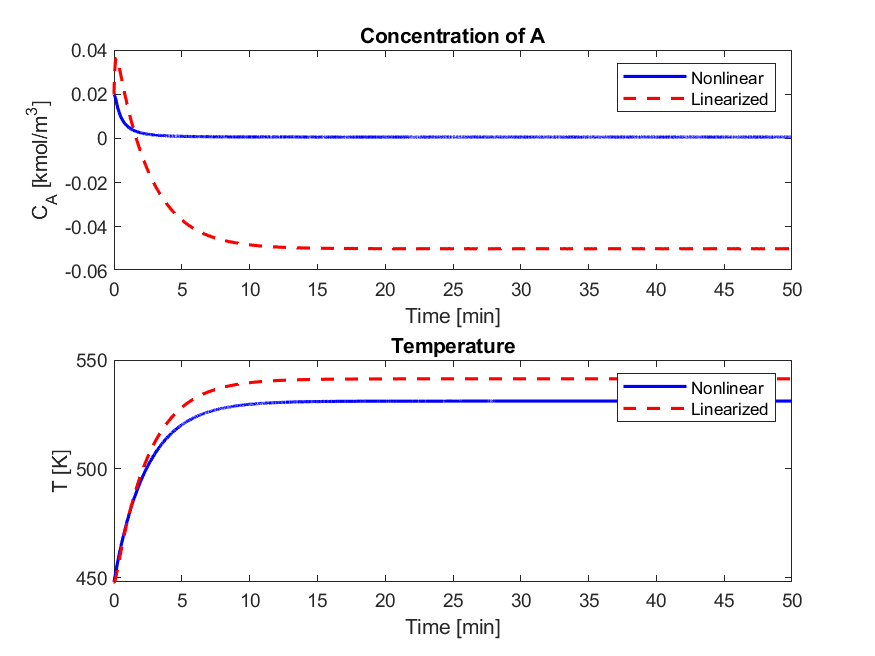 Concentration of A
0.04
0.02
0
-0.02
-0.04
-0.06
C_A [kmol/m^3]
Nonlinear
Linearized
0 5 10 15 20 25 30 35 40 45 50
Time [min]
Temperature
550
500
450
T [K]
Nonlinear
Linearized
0 5 10 15 20 25 30 35 40 45 50
Time [min]